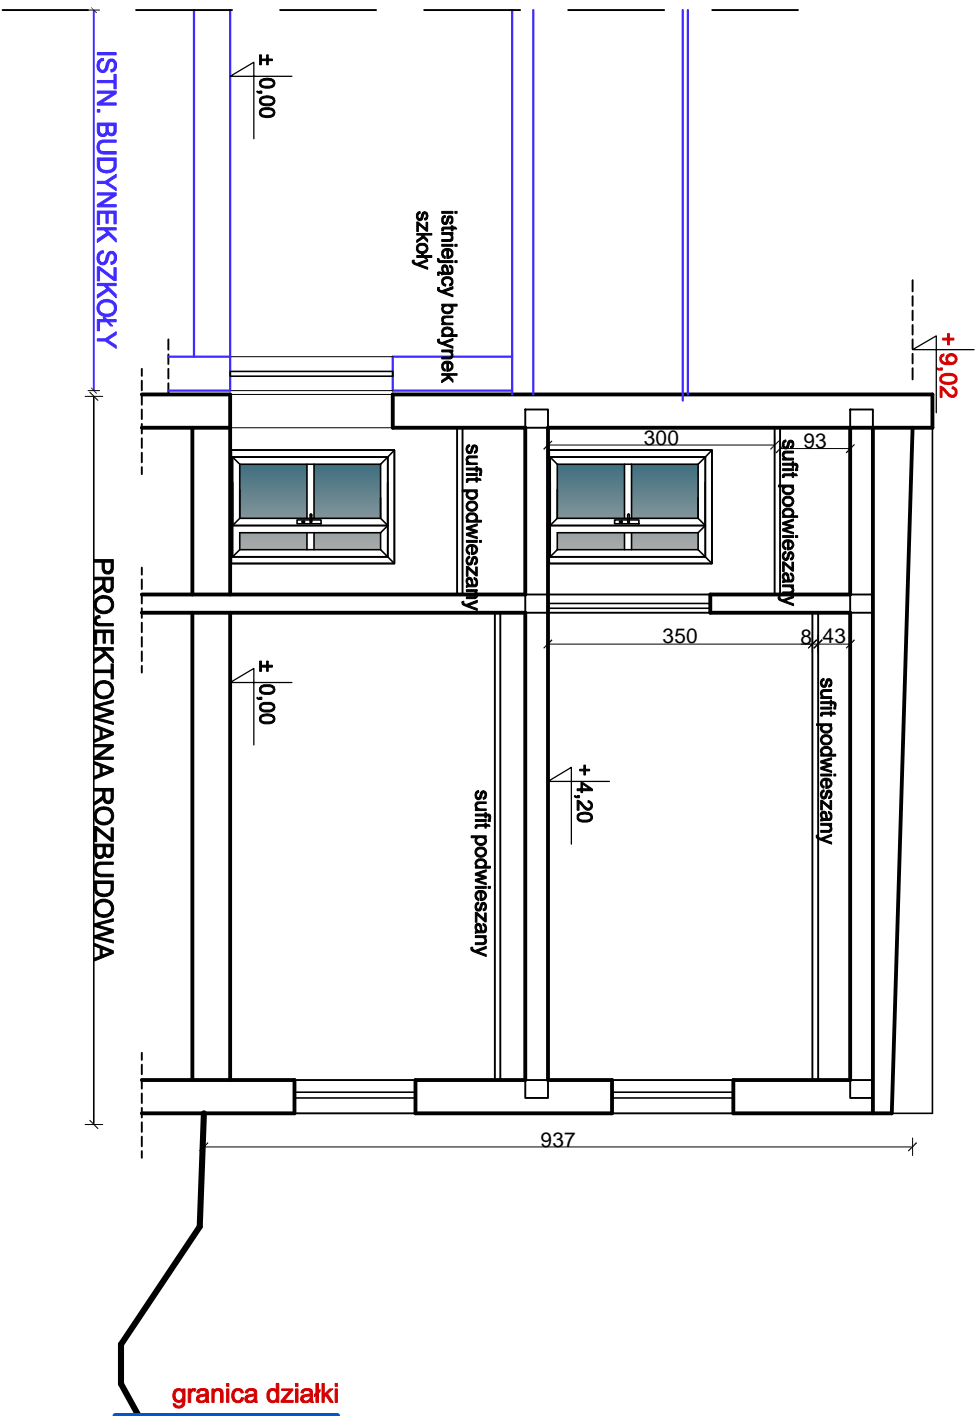 ISTN. BUDYNEK SZKOŁY
± 0,00
istniejący budynek
szkoły
+ 9,02
300
93
sufit podwieszany
sufit podwieszany
350
8
43
± 0,00
sufit podwieszany
+ 4,20
sufit podwieszany
PROJEKTOWANA ROZBUDOWA
937
granica działki